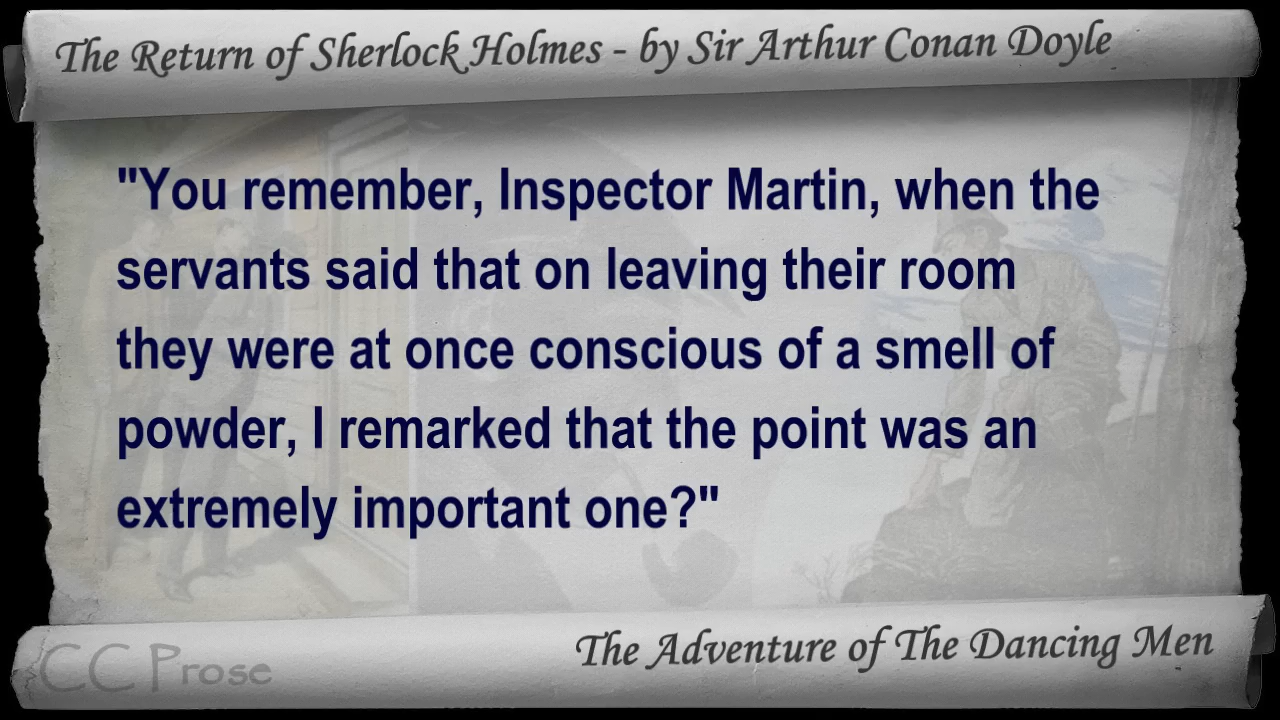 The Return of Sherlock Holmes - by Sir Arthur Conan Doyle
"You remember, Inspector Martin, when the
servants said that on leaving their room
they were at once conscious of a smell of
powder, I remarked that the point was an
extremely important one?"
The Adventure of The Dancing Men
CC Prose